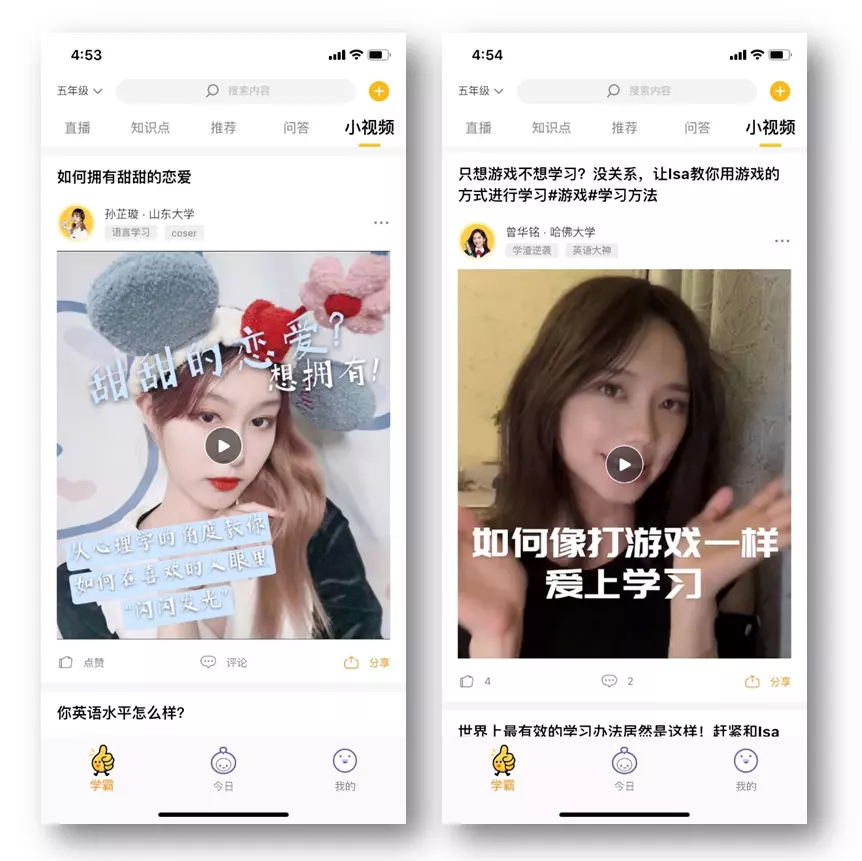 4:53
五年级
搜索内容
直播 知识点 推荐 问答 小视频
如何拥有甜甜的恋爱
孙芷璇 · 山东大学
语言学习 coser
甜甜的恋爱?
想拥有!
从心理学的角度教你
如何在喜欢的人眼里
“闪闪发光”
点赞 评论 分享
你英语水平怎么样?
学霸 今日 我的
4:54
五年级
搜索内容
直播 知识点 推荐 问答 小视频
只想游戏不想学习？没关系，让Isa教你用游戏的
方式进行学习#游戏#学习方法
曾华铭 · 哈佛大学
学渣逆袭 英语大神
如何像打游戏一样
爱上学习
4 2 分享
世界上最有效的学习办法居然是这样！赶紧和Isa
学霸 今日 我的